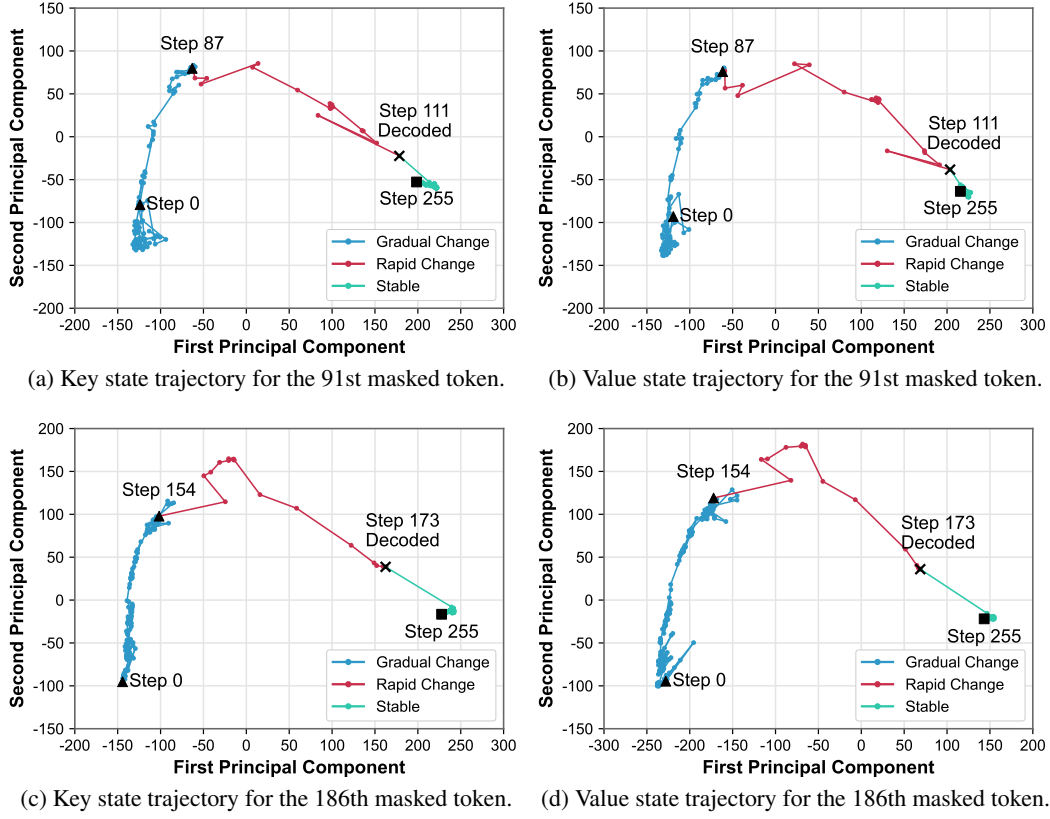 150
100
50
0
-50
-100
-150
-200
-200 -150 -100 -50 0 50 100 150 200 250 300
Second Principal Component
First Principal Component
Step 87
Step 111
Decoded
Step 0
Step 255
Gradual Change
Rapid Change
Stable
(a) Key state trajectory for the 91st masked token.
150
100
50
0
-50
-100
-150
-200
-200 -150 -100 -50 0 50 100 150 200 250 300
Second Principal Component
First Principal Component
Step 87
Step 111
Decoded
Step 0
Step 255
Gradual Change
Rapid Change
Stable
(b) Value state trajectory for the 91st masked token.
200
150
100
50
0
-50
-100
-150
-200 -150 -100 -50 0 50 100 150 200 250 300
Second Principal Component
First Principal Component
Step 154
Step 173
Decoded
Step 0
Step 255
Gradual Change
Rapid Change
Stable
(c) Key state trajectory for the 186th masked token.
200
150
100
50
0
-50
-100
-150
-300 -250 -200 -150 -100 -50 0 50 100 150 200
Second Principal Component
First Principal Component
Step 154
Step 173
Decoded
Step 0
Step 255
Gradual Change
Rapid Change
Stable
(d) Value state trajectory for the 186th masked token.